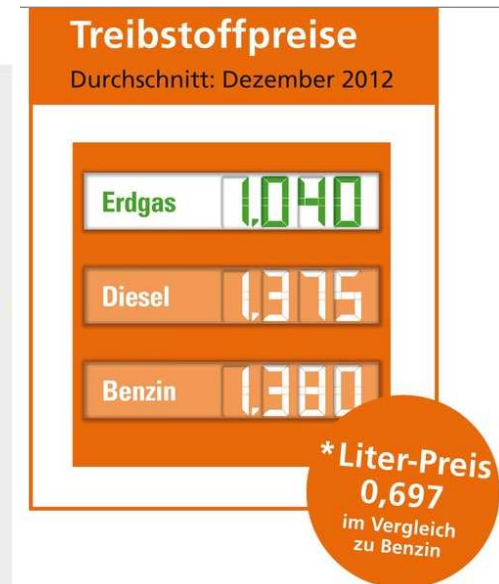 Treibstoffpreise
Durchschnitt: Dezember 2012
Erdgas 1.040
Diesel 1.375
Benzin 1.380
*Liter-Preis
0,697
im Vergleich
zu Benzin